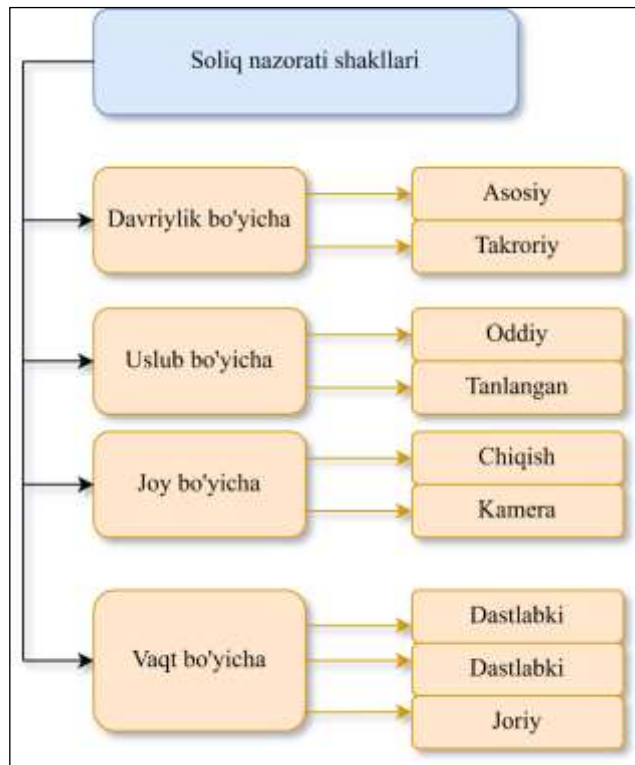 Soliq nazorati shakllari
Davriylik bo'yicha
Asosiy
Takroriy
Uslub bo'yicha
Oddiy
Tanlangan
Joy bo'yicha
Chiqish
Kamera
Vaqt bo'yicha
Dastlabki
Dastlabki
Joriy